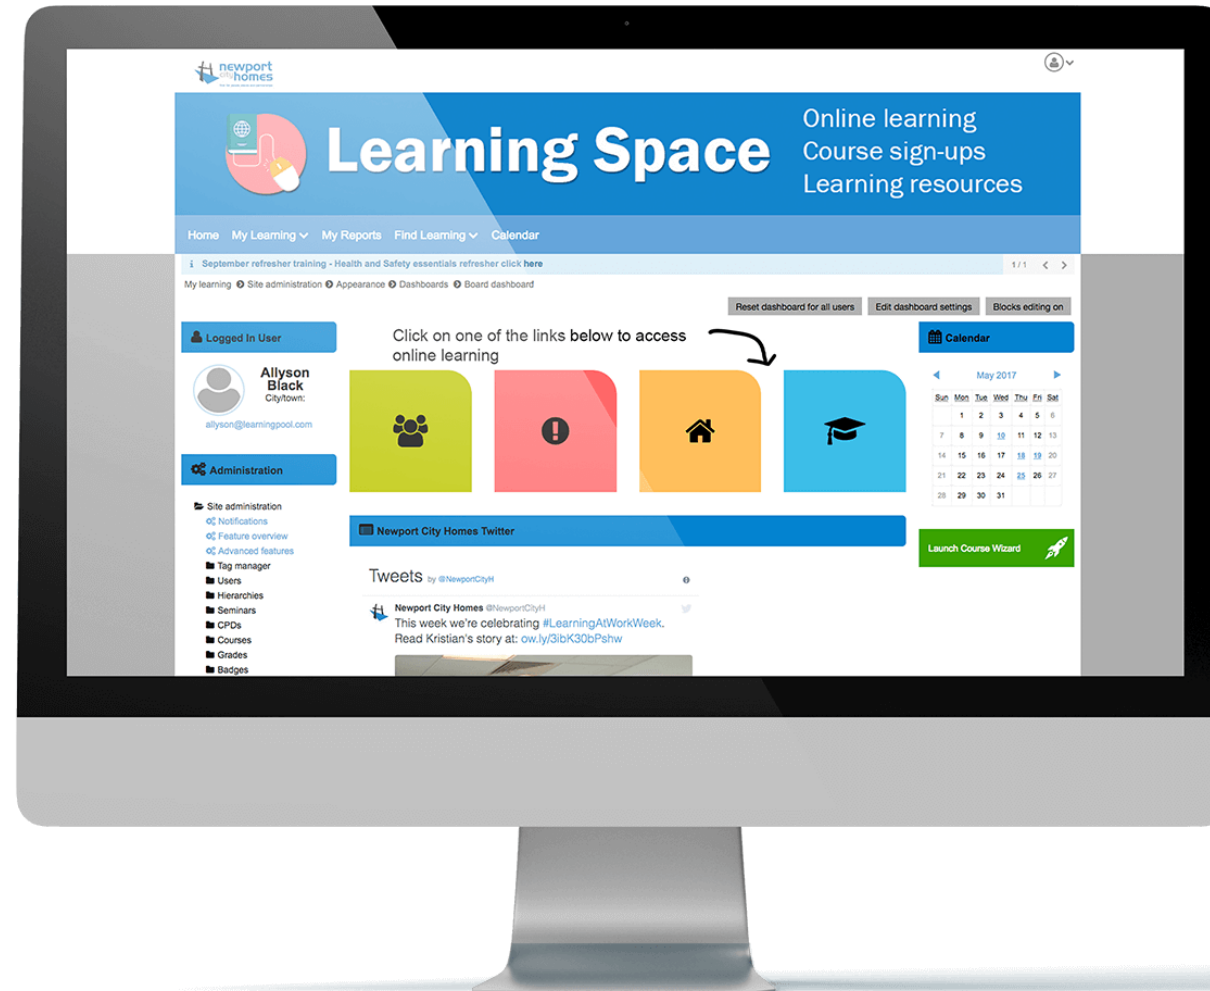 newport
city homes
Learning Space
Online learning
Course sign-ups
Learning resources
Home My Learning My Reports Find Learning Calendar
September refresher training - Health and Safety essentials refresher click here
1 / 1
My learning Site administration Appearance Dashboards Board dashboard
Reset dashboard for all users Edit dashboard settings Blocks editing on
Logged In User
Allyson
Black
City/town:
allyson@learningpool.com
Administration
Site administration
Notifications
Feature overview
Advanced features
Tag manager
Users
Hierarchies
Seminars
CPDs
Courses
Grades
Badges
Click on one of the links below to access
online learning
Newport City Homes Twitter
Tweets by @NewportCityH
Newport City Homes @NewportCityH
This week we're celebrating #LearningAtWorkWeek.
Read Kristian's story at: ow.ly/3ibK30bPshw
Calendar
May 2017
Sun Mon Tue Wed Thu Fri Sat
1 2 3 4 5 6
7 8 9 10 11 12 13
14 15 16 17 18 19 20
21 22 23 24 25 26 27
28 29 30 31
Launch Course Wizard